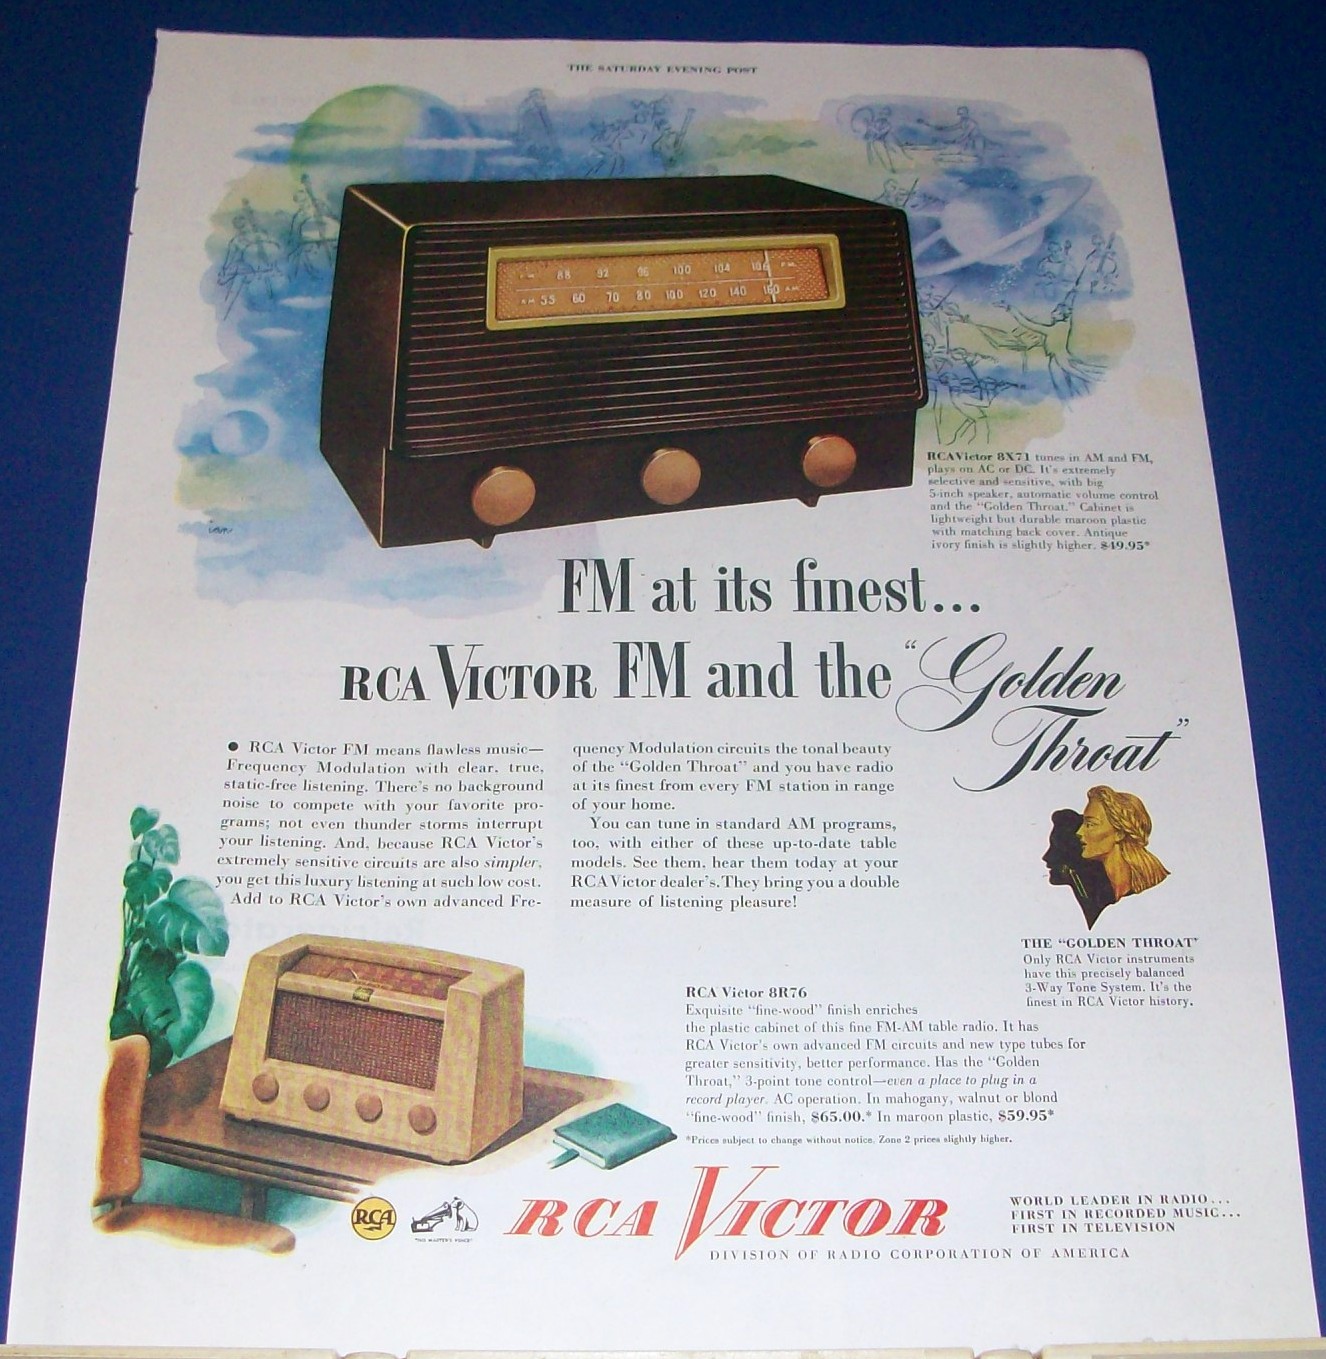 THE SATURDAY EVENING POST
FM 88 92 96 100 104 106 FM
AM 55 60 70 80 100 120 140 160 AM
RCA Victor 8X71 tunes in AM and FM,
plays on AC or DC. It's extremely
selective and sensitive, with big
5-inch speaker, automatic volume control
and the "Golden Throat." Cabinet is
lightweight but durable maroon plastic
with matching back cover. Antique
ivory finish is slightly higher. $49.95*
FM at its finest...
RCA VICTOR FM and the "Golden
Throat"
● RCA Victor FM means flawless music—
Frequency Modulation with clear, true,
static-free listening. There's no background
noise to compete with your favorite pro-
grams; not even thunder storms interrupt
your listening. And, because RCA Victor's
extremely sensitive circuits are also simpler,
you get this luxury listening at such low cost.
Add to RCA Victor's own advanced Fre-
quency Modulation circuits the tonal beauty
of the "Golden Throat" and you have radio
at its finest from every FM station in range
of your home.
You can tune in standard AM programs,
too, with either of these up-to-date table
models. See them, hear them today at your
RCA Victor dealer's. They bring you a double
measure of listening pleasure!
THE "GOLDEN THROAT"
Only RCA Victor instruments
have this precisely balanced
3-Way Tone System. It's the
finest in RCA Victor history.
RCA Victor 8R76
Exquisite "fine-wood" finish enriches
the plastic cabinet of this fine FM-AM table radio. It has
RCA Victor's own advanced FM circuits and new type tubes for
greater sensitivity, better performance. Has the "Golden
Throat," 3-point tone control—even a place to plug in a
record player. AC operation. In mahogany, walnut or blond
"fine-wood" finish, $65.00.* In maroon plastic, $59.95*
*Prices subject to change without notice. Zone 2 prices slightly higher.
RCA
"HIS MASTER'S VOICE"
RCA VICTOR
DIVISION OF RADIO CORPORATION OF AMERICA
WORLD LEADER IN RADIO...
FIRST IN RECORDED MUSIC...
FIRST IN TELEVISION